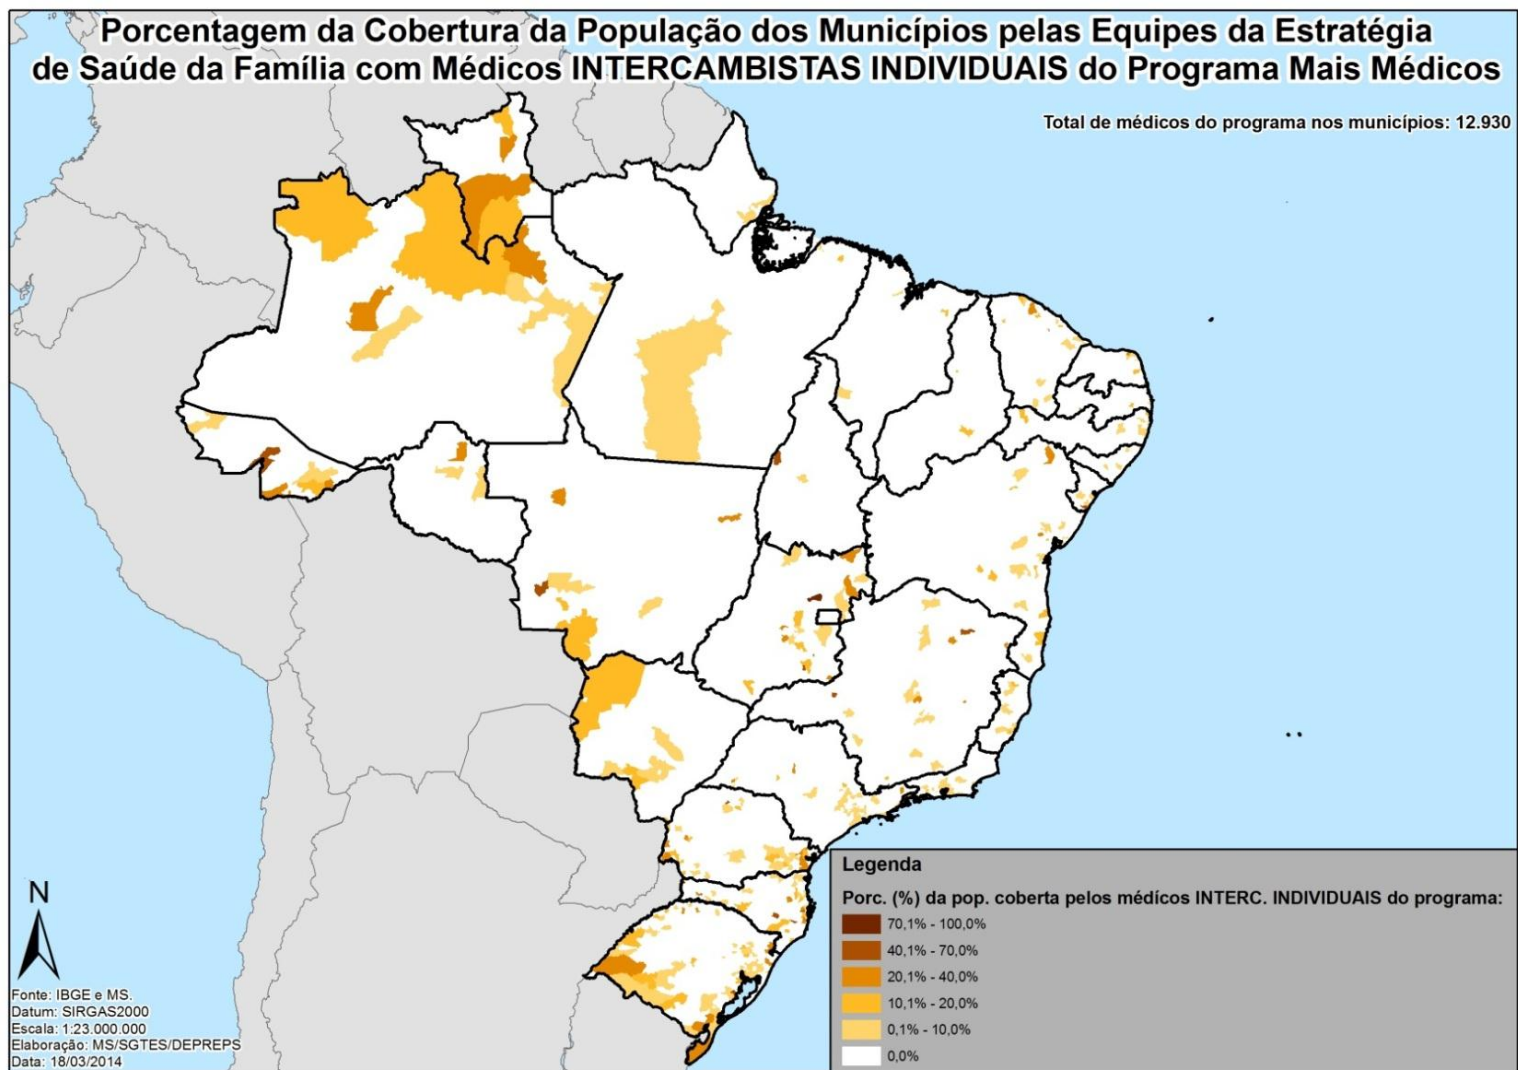 Porcentagem da Cobertura da População dos Municípios pelas Equipes da Estratégia
de Saúde da Família com Médicos INTERCAMBISTAS INDIVIDUAIS do Programa Mais Médicos
Total de médicos do programa nos municípios: 12.930
N
Fonte: IBGE e MS.
Datum: SIRGAS2000
Escala: 1:23.000.000
Elaboração: MS/SGTES/DEPREPS
Data: 18/03/2014
Legenda
Porc. (%) da pop. coberta pelos médicos INTERC. INDIVIDUAIS do programa:
70,1% - 100,0%
40,1% - 70,0%
20,1% - 40,0%
10,1% - 20,0%
0,1% - 10,0%
0,0%